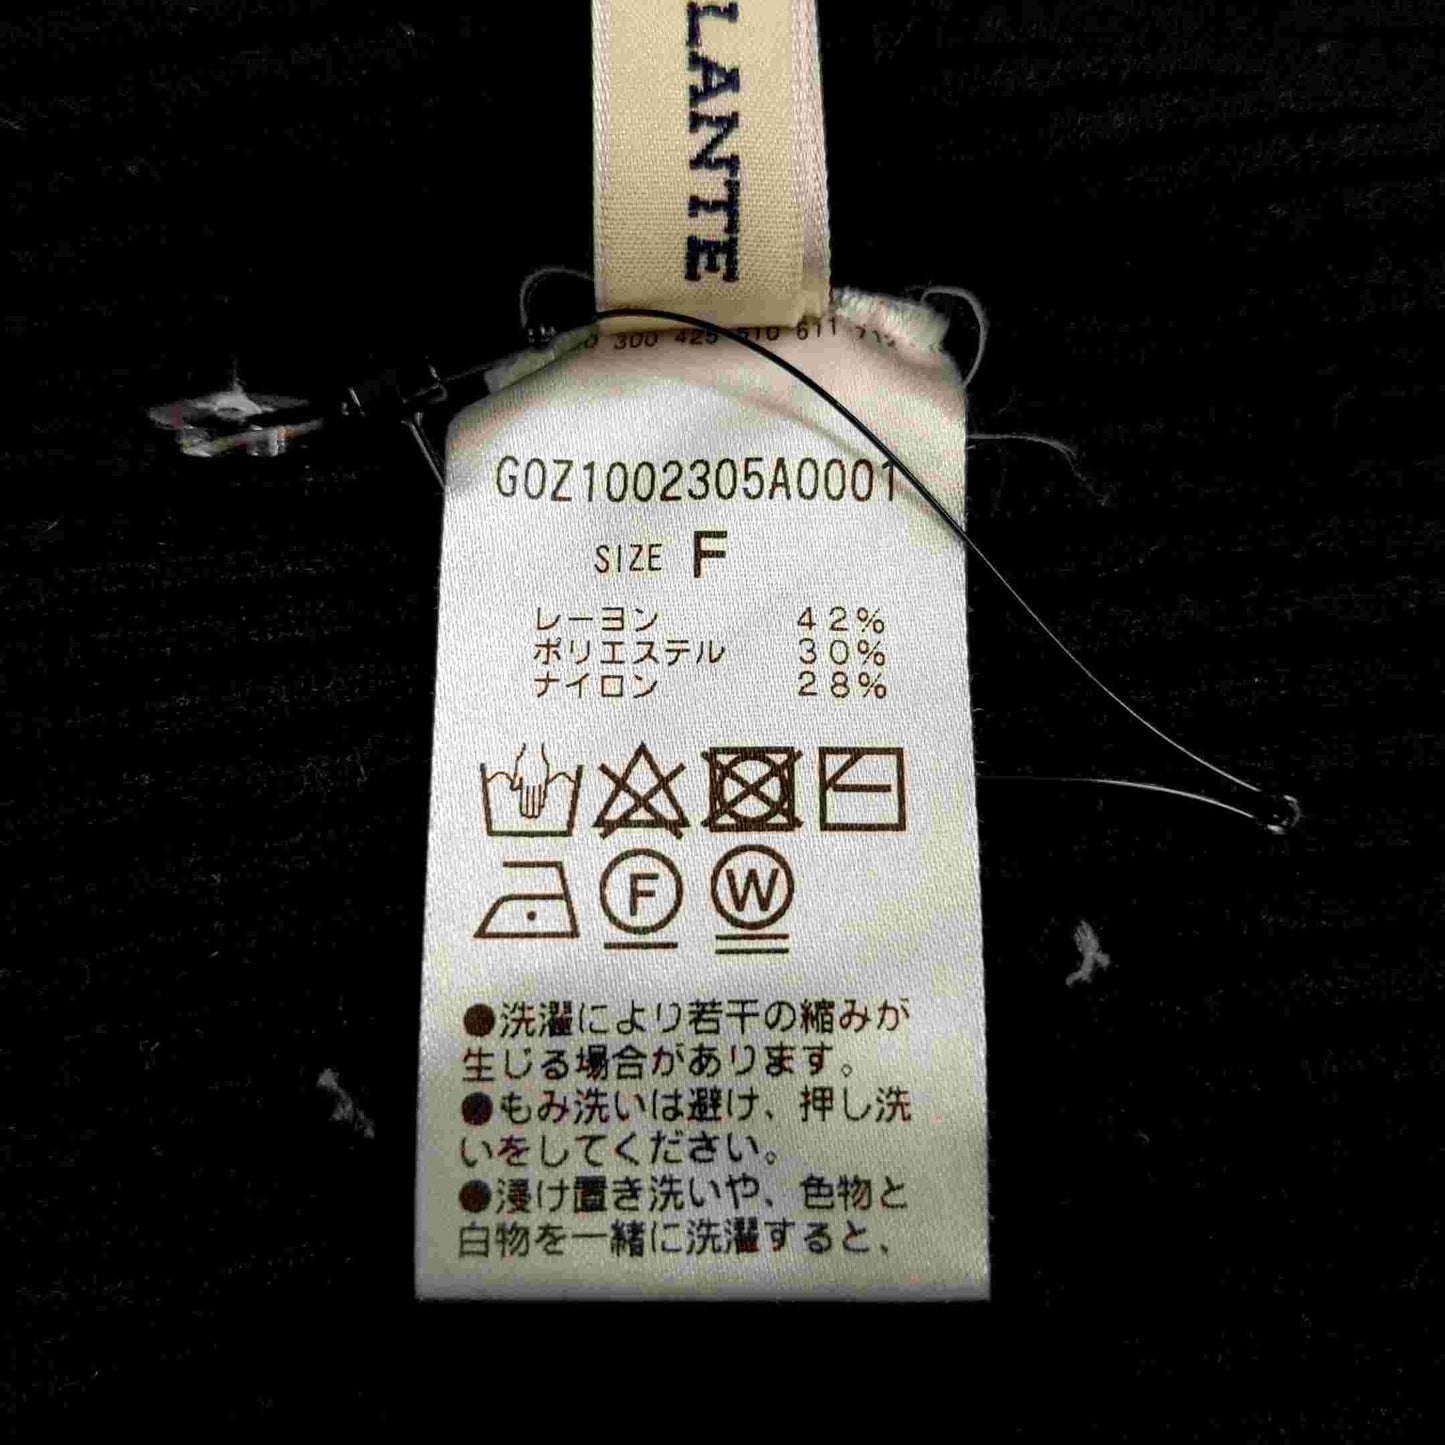 LANTE
300 425 510 611
G0Z1002305A0001
SIZE F
レーヨン 42%
ポリエステル 30%
ナイロン 28%
F W
●洗濯により若干の縮みが
生じる場合があります。
●もみ洗いは避け、押し洗
いをしてください。
●浸け置き洗いや、色物と
白物を一緒に洗濯すると、